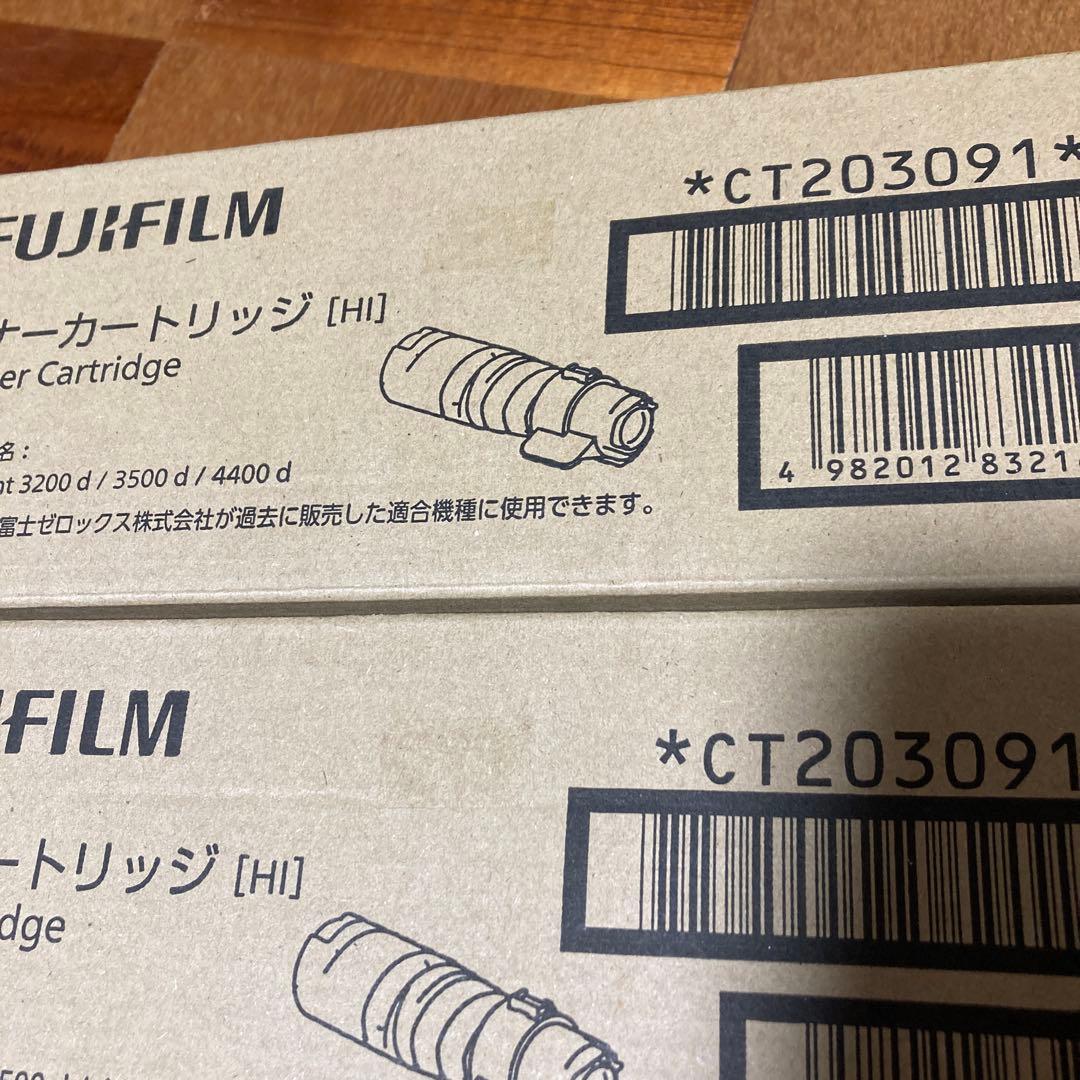 FUJIFILM
*CT203091*
ナーカートリッジ [HI]
er Cartridge
名：
nt 3200 d / 3500 d / 4400 d
富士ゼロックス株式会社が過去に販売した適合機種に使用できます。
4 982012 8321
FILM
*CT203091
ートリッジ [HI]
dge